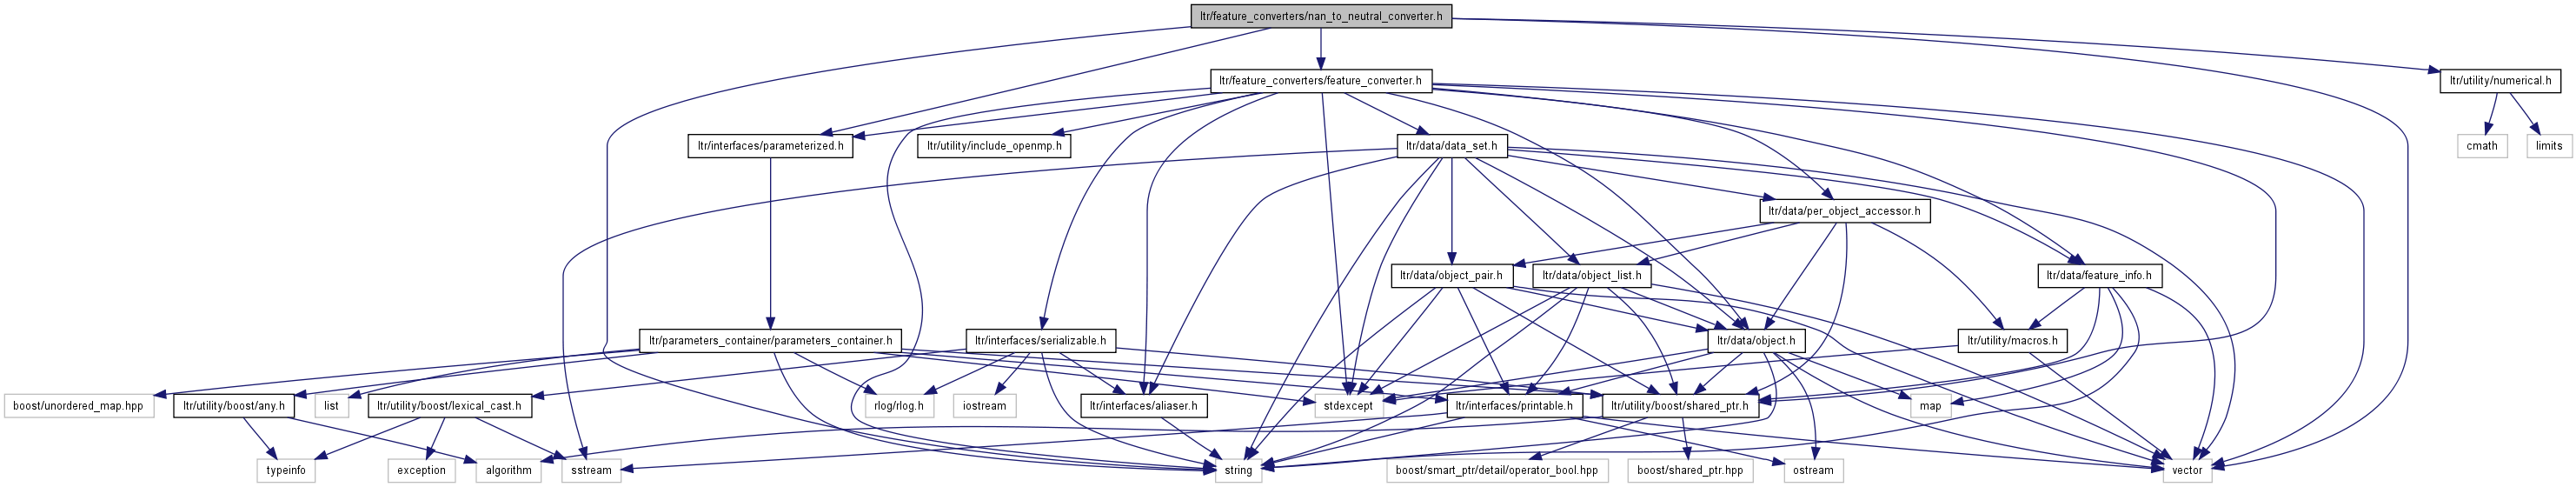 ltr/feature_converters/nan_to_neutral_converter.h
ltr/feature_converters/feature_converter.h
ltr/utility/numerical.h
ltr/interfaces/parameterized.h
ltr/utility/include_openmp.h
ltr/data/data_set.h
cmath
limits
ltr/data/per_object_accessor.h
ltr/data/object_pair.h
ltr/data/object_list.h
ltr/data/feature_info.h
ltr/parameters_container/parameters_container.h
ltr/interfaces/serializable.h
ltr/data/object.h
ltr/utility/macros.h
boost/unordered_map.hpp
ltr/utility/boost/any.h
list
ltr/utility/boost/lexical_cast.h
rlog/rlog.h
iostream
ltr/interfaces/aliaser.h
stdexcept
ltr/interfaces/printable.h
ltr/utility/boost/shared_ptr.h
map
typeinfo
exception
algorithm
sstream
string
boost/smart_ptr/detail/operator_bool.hpp
boost/shared_ptr.hpp
ostream
vector